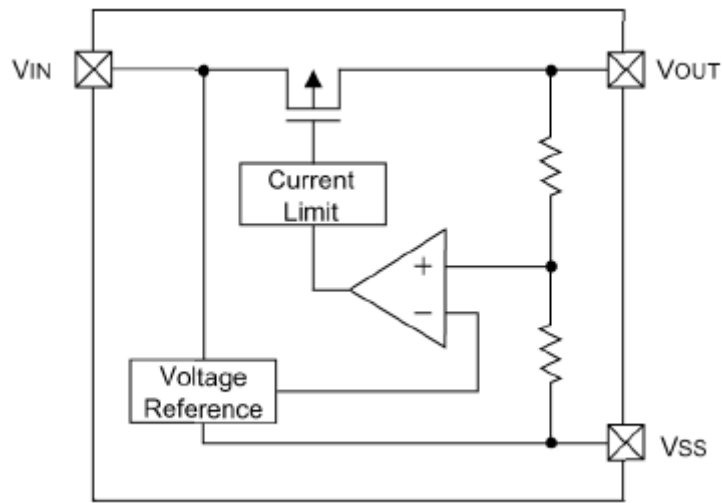 VIN
VOUT
Current
Limit
+
−
Voltage
Reference
VSS